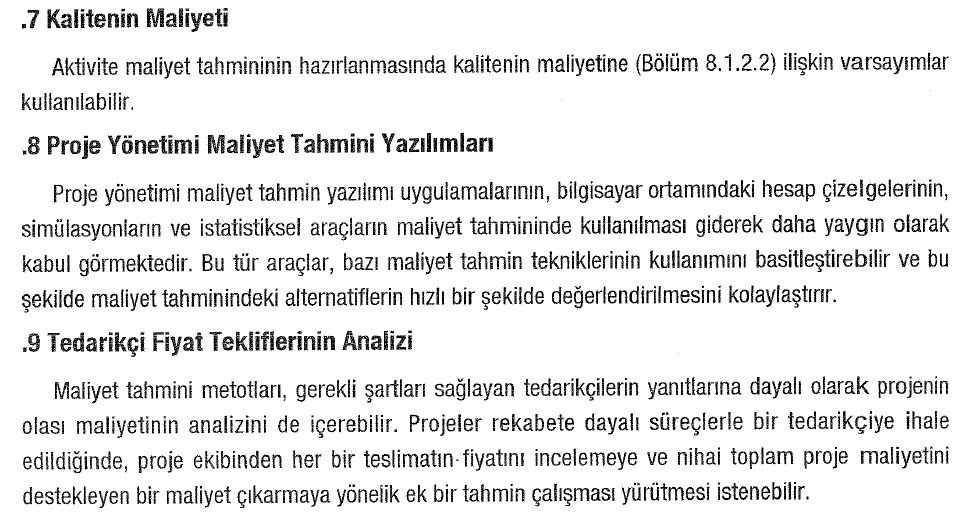 .7 Kalitenin Maliyeti
Aktivite maliyet tahmininin hazırlanmasında kalitenin maliyetine (Bölüm 8.1.2.2) ilişkin varsayımlar
kullanılabilir.
.8 Proje Yönetimi Maliyet Tahmini Yazılımları
Proje yönetimi maliyet tahmin yazılımı uygulamalarının, bilgisayar ortamındaki hesap çizelgelerinin,
simülasyonların ve istatistiksel araçların maliyet tahmininde kullanılması giderek daha yaygın olarak
kabul görmektedir. Bu tür araçlar, bazı maliyet tahmin tekniklerinin kullanımını basitleştirebilir ve bu
şekilde maliyet tahminindeki alternatiflerin hızlı bir şekilde değerlendirilmesini kolaylaştırır.
.9 Tedarikçi Fiyat Tekliflerinin Analizi
Maliyet tahmini metotları, gerekli şartları sağlayan tedarikçilerin yanıtlarına dayalı olarak projenin
olası maliyetinin analizini de içerebilir. Projeler rekabete dayalı süreçlerle bir tedarikçiye ihale
edildiğinde, proje ekibinden her bir teslimatın fiyatını incelemeye ve nihai toplam proje maliyetini
destekleyen bir maliyet çıkarmaya yönelik ek bir tahmin çalışması yürütmesi istenebilir.